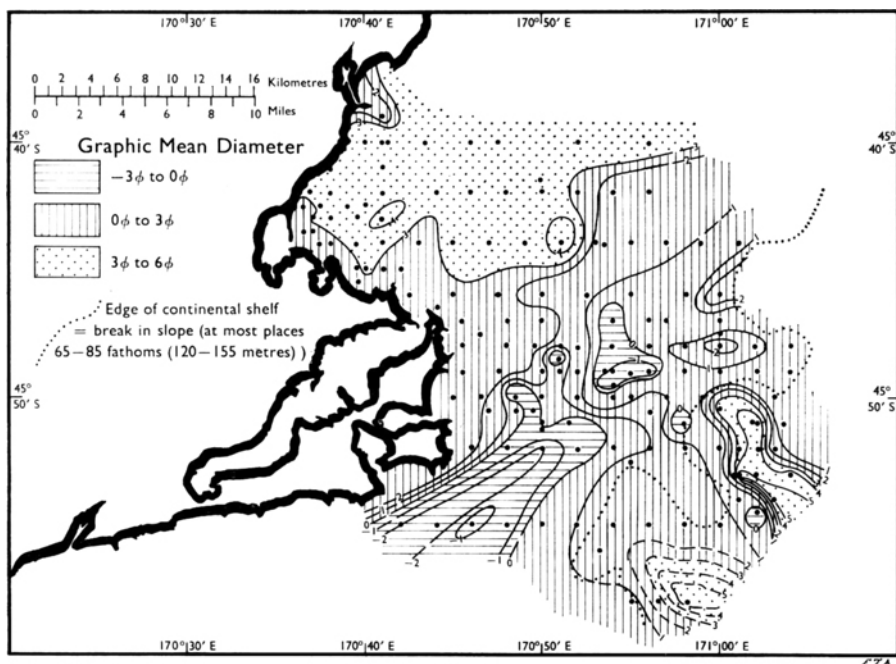 170° 30' E 170° 40' E 170° 50' E 171° 00' E
0 2 4 6 8 10 12 14 16 Kilometres
0 2 4 6 8 10 Miles
45° 40' S
45° 40' S
Graphic Mean Diameter
−3ϕ to 0ϕ
0ϕ to 3ϕ
3ϕ to 6ϕ
Edge of continental shelf
= break in slope (at most places
65–85 fathoms (120–155 metres) )
45° 50' S
45° 50' S
170° 30' E 170° 40' E 170° 50' E 171° 00' E